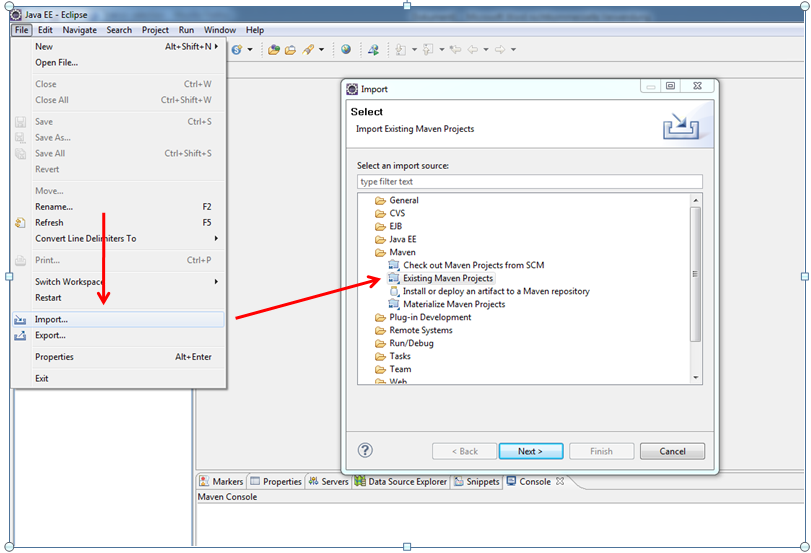 Java EE - Eclipse
File Edit Navigate Search Project Run Window Help
New Alt+Shift+N
Open File...
Close Ctrl+W
Close All Ctrl+Shift+W
Save Ctrl+S
Save As...
Save All Ctrl+Shift+S
Revert
Move...
Rename... F2
Refresh F5
Convert Line Delimiters To
Print... Ctrl+P
Switch Workspace
Restart
Import...
Export...
Properties Alt+Enter
Exit
Import
Select
Import Existing Maven Projects
Select an import source:
type filter text
General
CVS
EJB
Java EE
Maven
Check out Maven Projects from SCM
Existing Maven Projects
Install or deploy an artifact to a Maven repository
Materialize Maven Projects
Plug-in Development
Remote Systems
Run/Debug
Tasks
Team
Web
? < Back Next > Finish Cancel
Markers Properties Servers Data Source Explorer Snippets Console
Maven Console